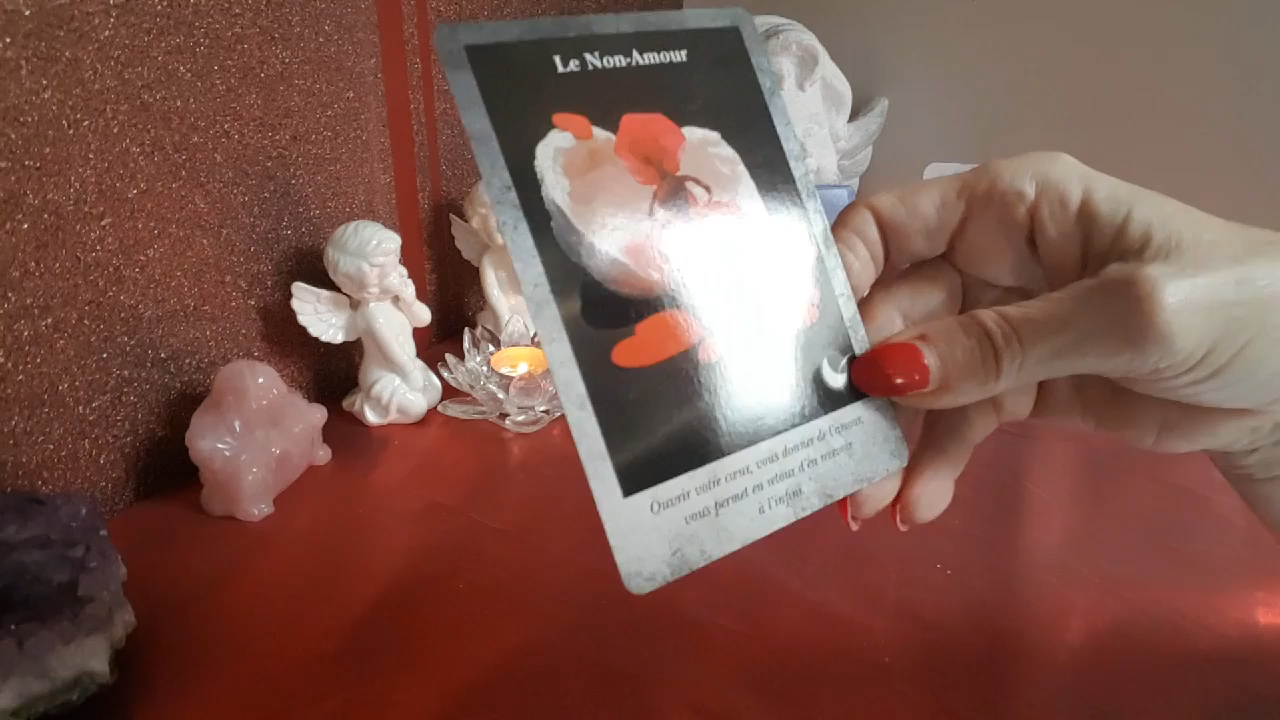 Le Non-Amour
Ouvrir votre cœur, vous donner de l'amour,
vous permet en retour d'en recevoir
à l'infini.